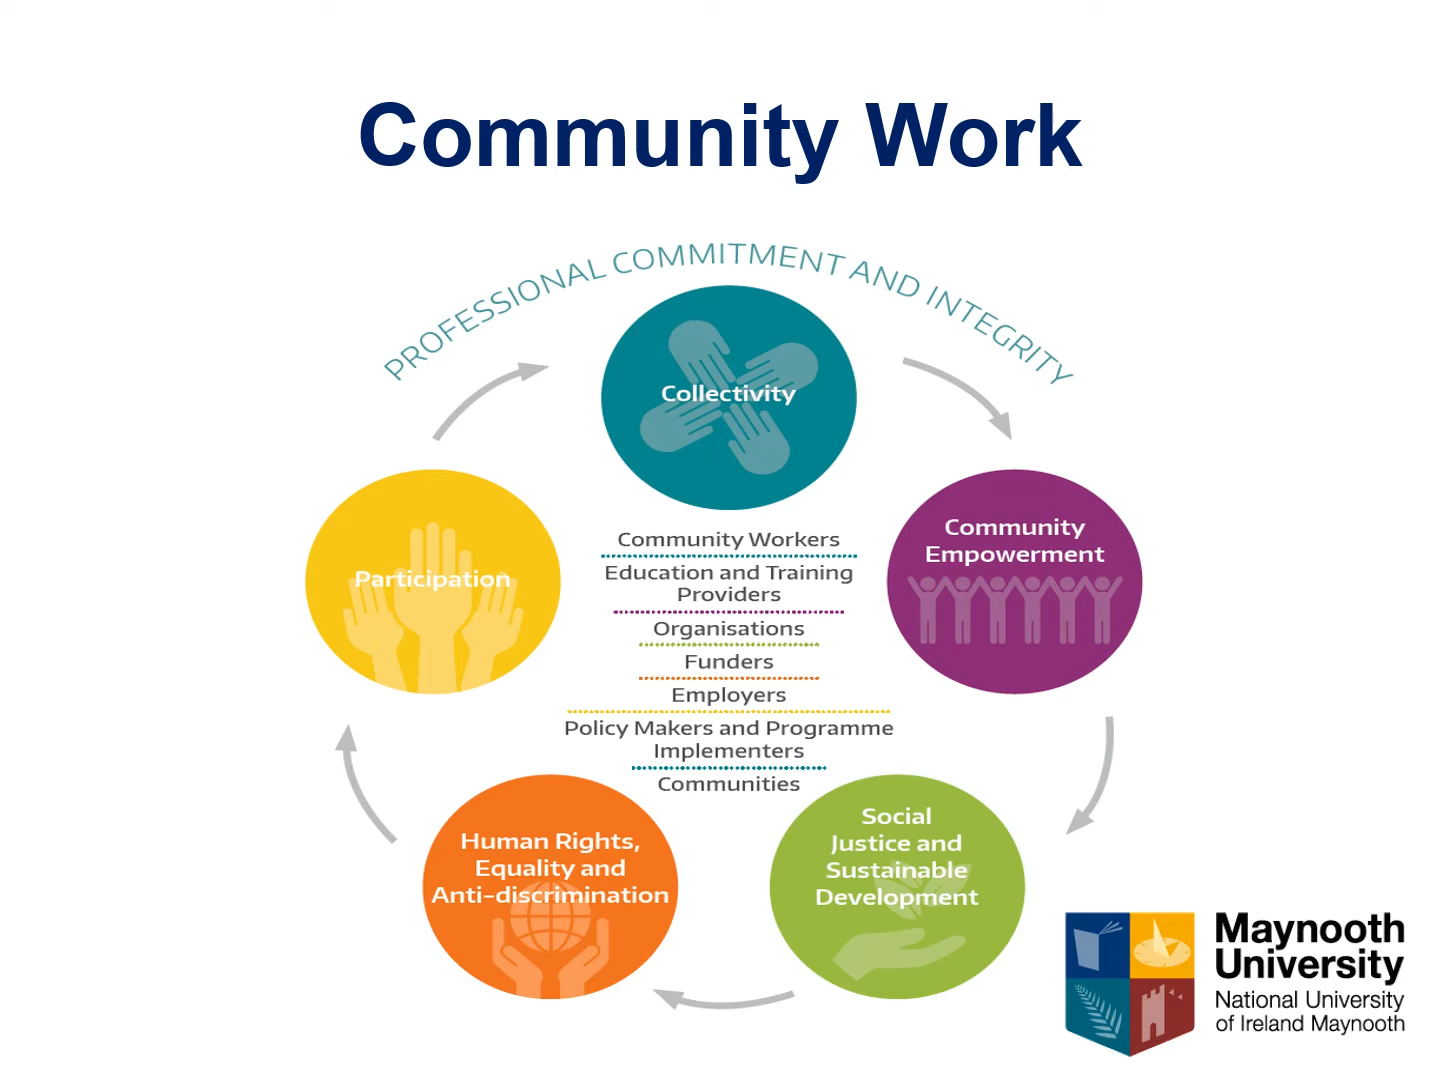 Community Work
PROFESSIONAL COMMITMENT AND INTEGRITY
Collectivity
Community
Empowerment
Participation
Community Workers
Education and Training
Providers
Organisations
Funders
Employers
Policy Makers and Programme
Implementers
Communities
Social
Justice and
Sustainable
Development
Human Rights,
Equality and
Anti-discrimination
Maynooth
University
National University
of Ireland Maynooth